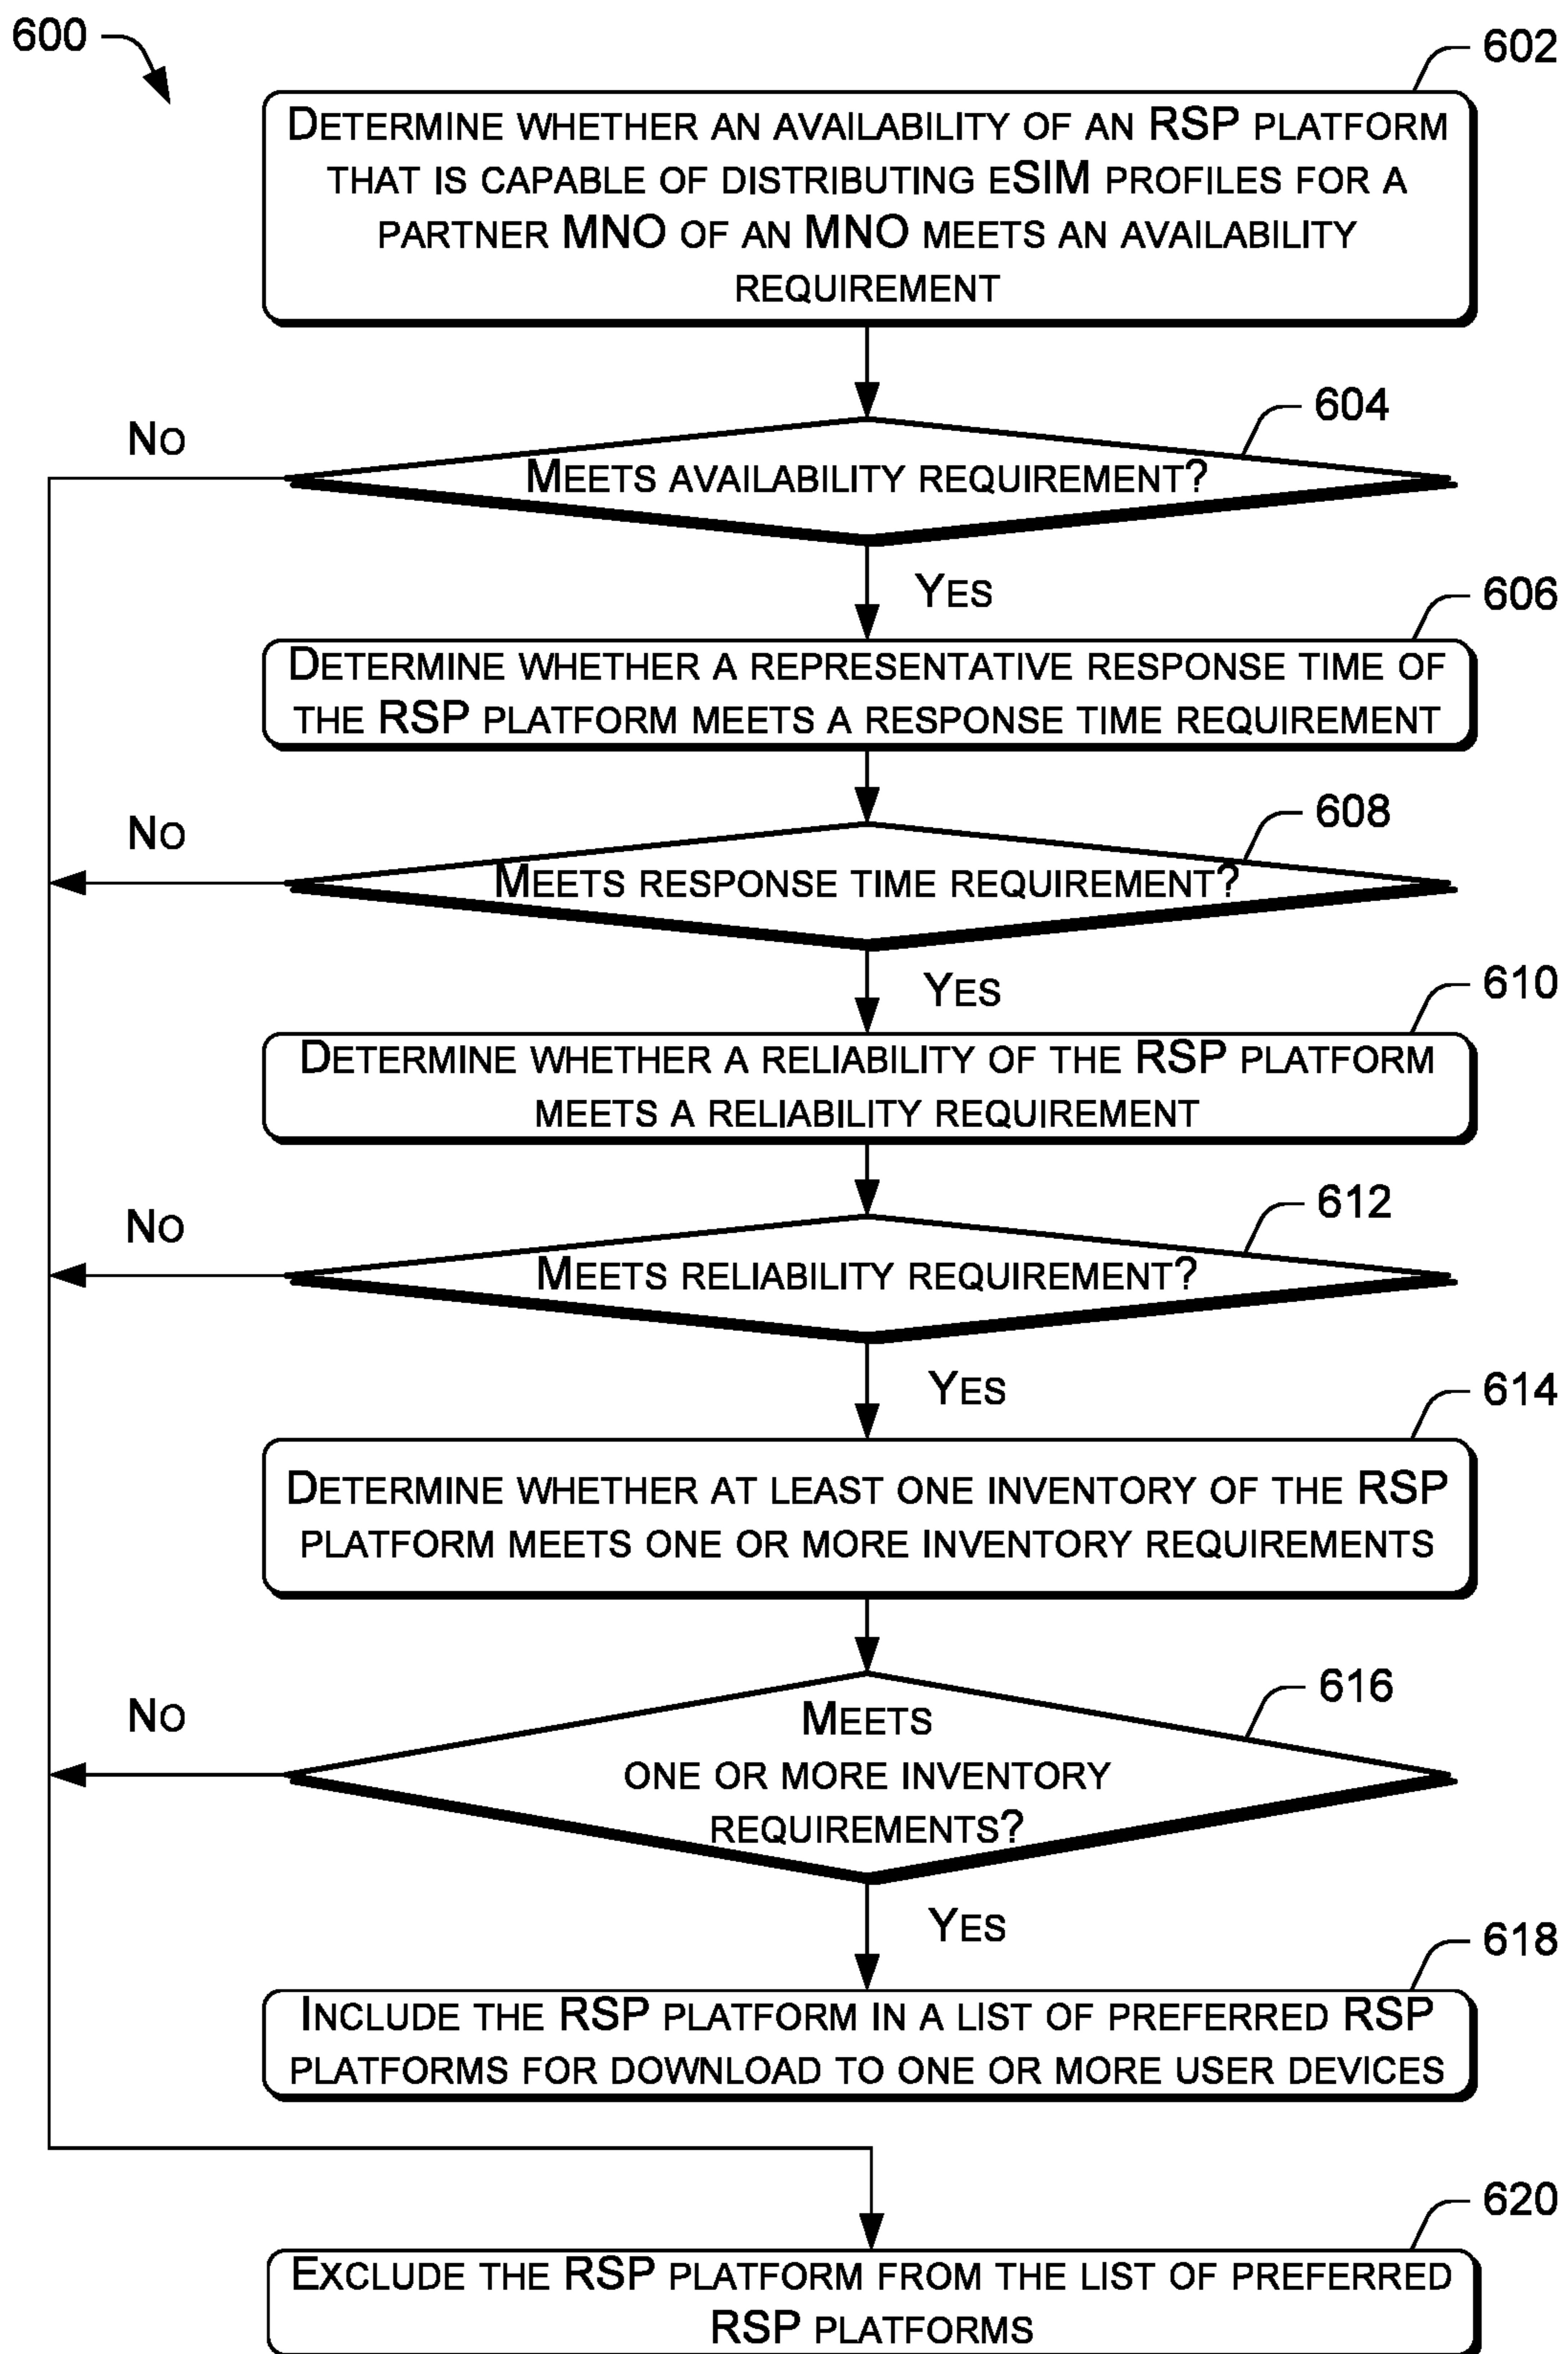 600
602
DETERMINE WHETHER AN AVAILABILITY OF AN RSP PLATFORM
THAT IS CAPABLE OF DISTRIBUTING ESIM PROFILES FOR A
PARTNER MNO OF AN MNO MEETS AN AVAILABILITY
REQUIREMENT
604
NO
MEETS AVAILABILITY REQUIREMENT?
YES
606
DETERMINE WHETHER A REPRESENTATIVE RESPONSE TIME OF
THE RSP PLATFORM MEETS A RESPONSE TIME REQUIREMENT
608
NO
MEETS RESPONSE TIME REQUIREMENT?
YES
610
DETERMINE WHETHER A RELIABILITY OF THE RSP PLATFORM
MEETS A RELIABILITY REQUIREMENT
612
NO
MEETS RELIABILITY REQUIREMENT?
YES
614
DETERMINE WHETHER AT LEAST ONE INVENTORY OF THE RSP
PLATFORM MEETS ONE OR MORE INVENTORY REQUIREMENTS
616
NO
MEETS
ONE OR MORE INVENTORY
REQUIREMENTS?
YES
618
INCLUDE THE RSP PLATFORM IN A LIST OF PREFERRED RSP
PLATFORMS FOR DOWNLOAD TO ONE OR MORE USER DEVICES
620
EXCLUDE THE RSP PLATFORM FROM THE LIST OF PREFERRED
RSP PLATFORMS